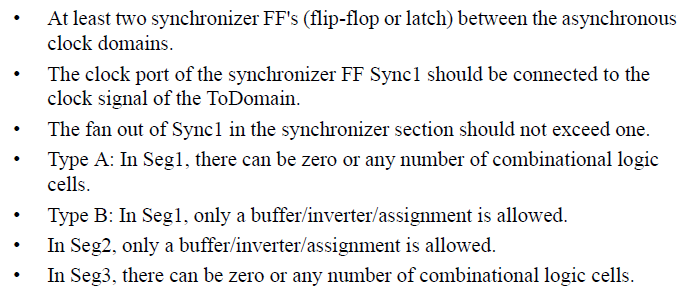 • At least two synchronizer FF's (flip-flop or latch) between the asynchronous
clock domains.
• The clock port of the synchronizer FF Sync1 should be connected to the
clock signal of the ToDomain.
• The fan out of Sync1 in the synchronizer section should not exceed one.
• Type A: In Seg1, there can be zero or any number of combinational logic
cells.
• Type B: In Seg1, only a buffer/inverter/assignment is allowed.
• In Seg2, only a buffer/inverter/assignment is allowed.
• In Seg3, there can be zero or any number of combinational logic cells.